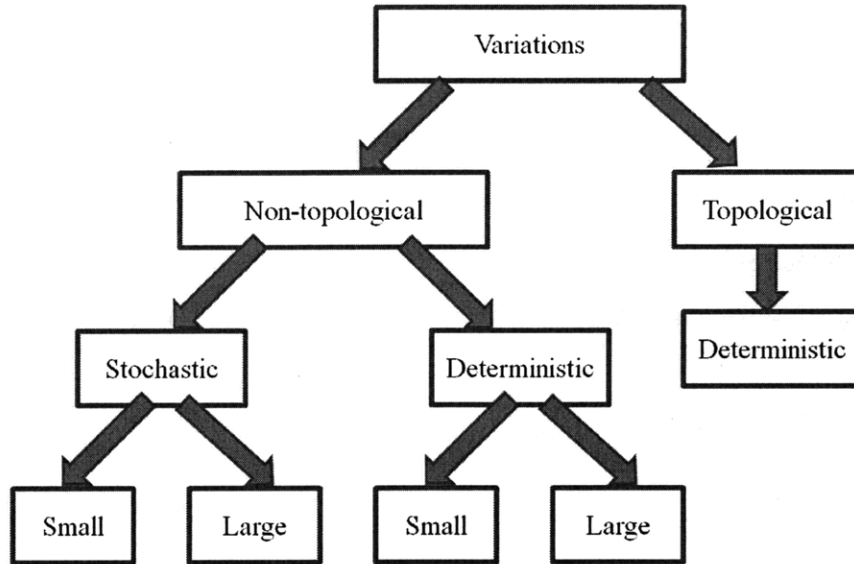 Variations
Non-topological
Topological
Stochastic
Deterministic
Deterministic
Small
Large
Small
Large